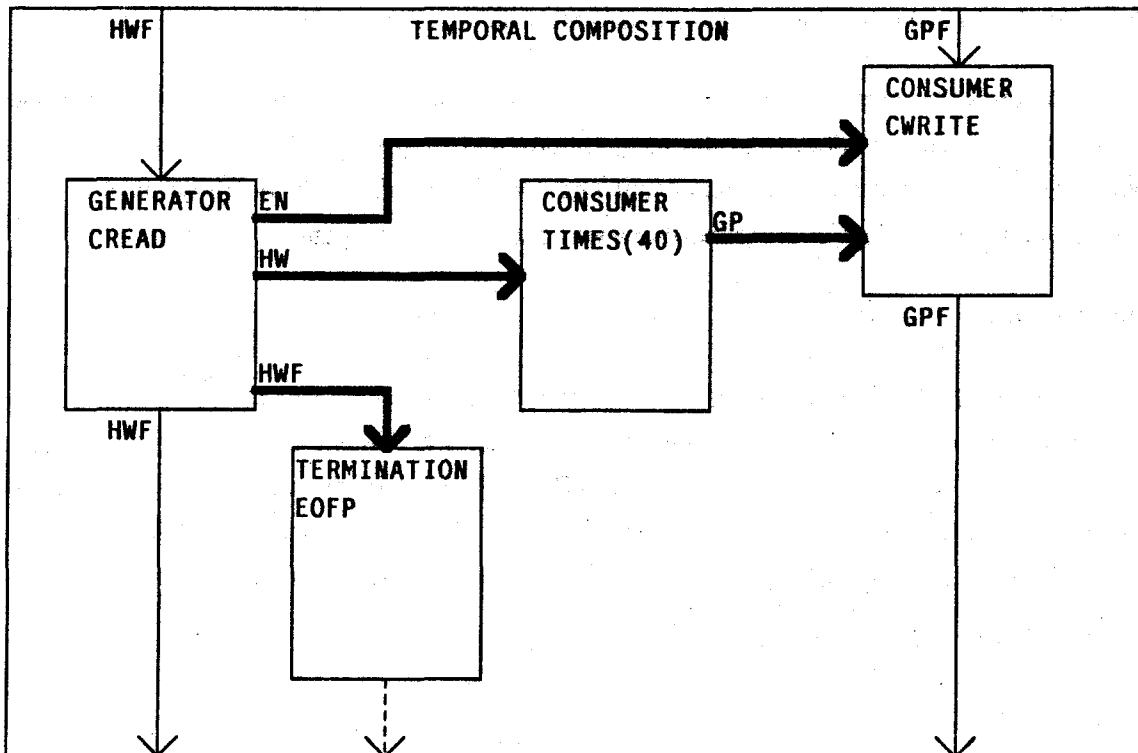 HWF
TEMPORAL COMPOSITION
GPF
CONSUMER
CWRITE
GENERATOR
CREAD
EN
HW
HWF
CONSUMER
TIMES(40)
GP
GPF
HWF
TERMINATION
EOFP